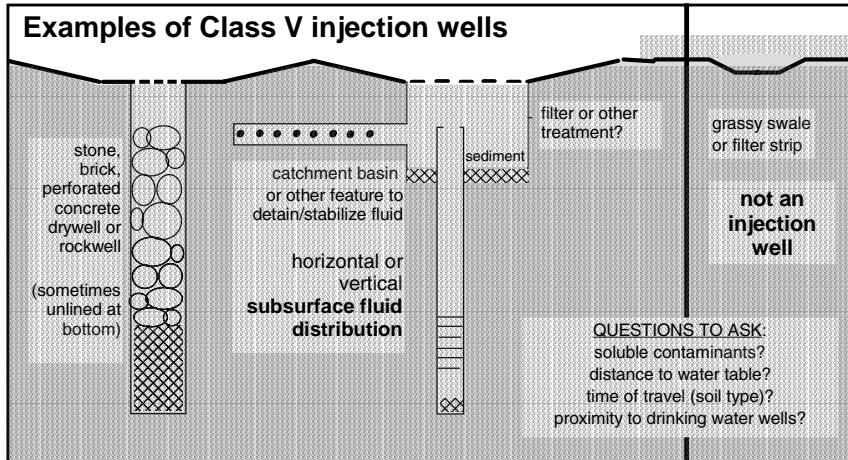 Examples of Class V injection wells
stone,
brick,
perforated
concrete
drywell or
rockwell
(sometimes
unlined at
bottom)
catchment basin
or other feature to
detain/stabilize fluid
horizontal or
vertical
subsurface fluid
distribution
sediment
filter or other
treatment?
grassy swale
or filter strip
not an
injection
well
QUESTIONS TO ASK:
soluble contaminants?
distance to water table?
time of travel (soil type)?
proximity to drinking water wells?